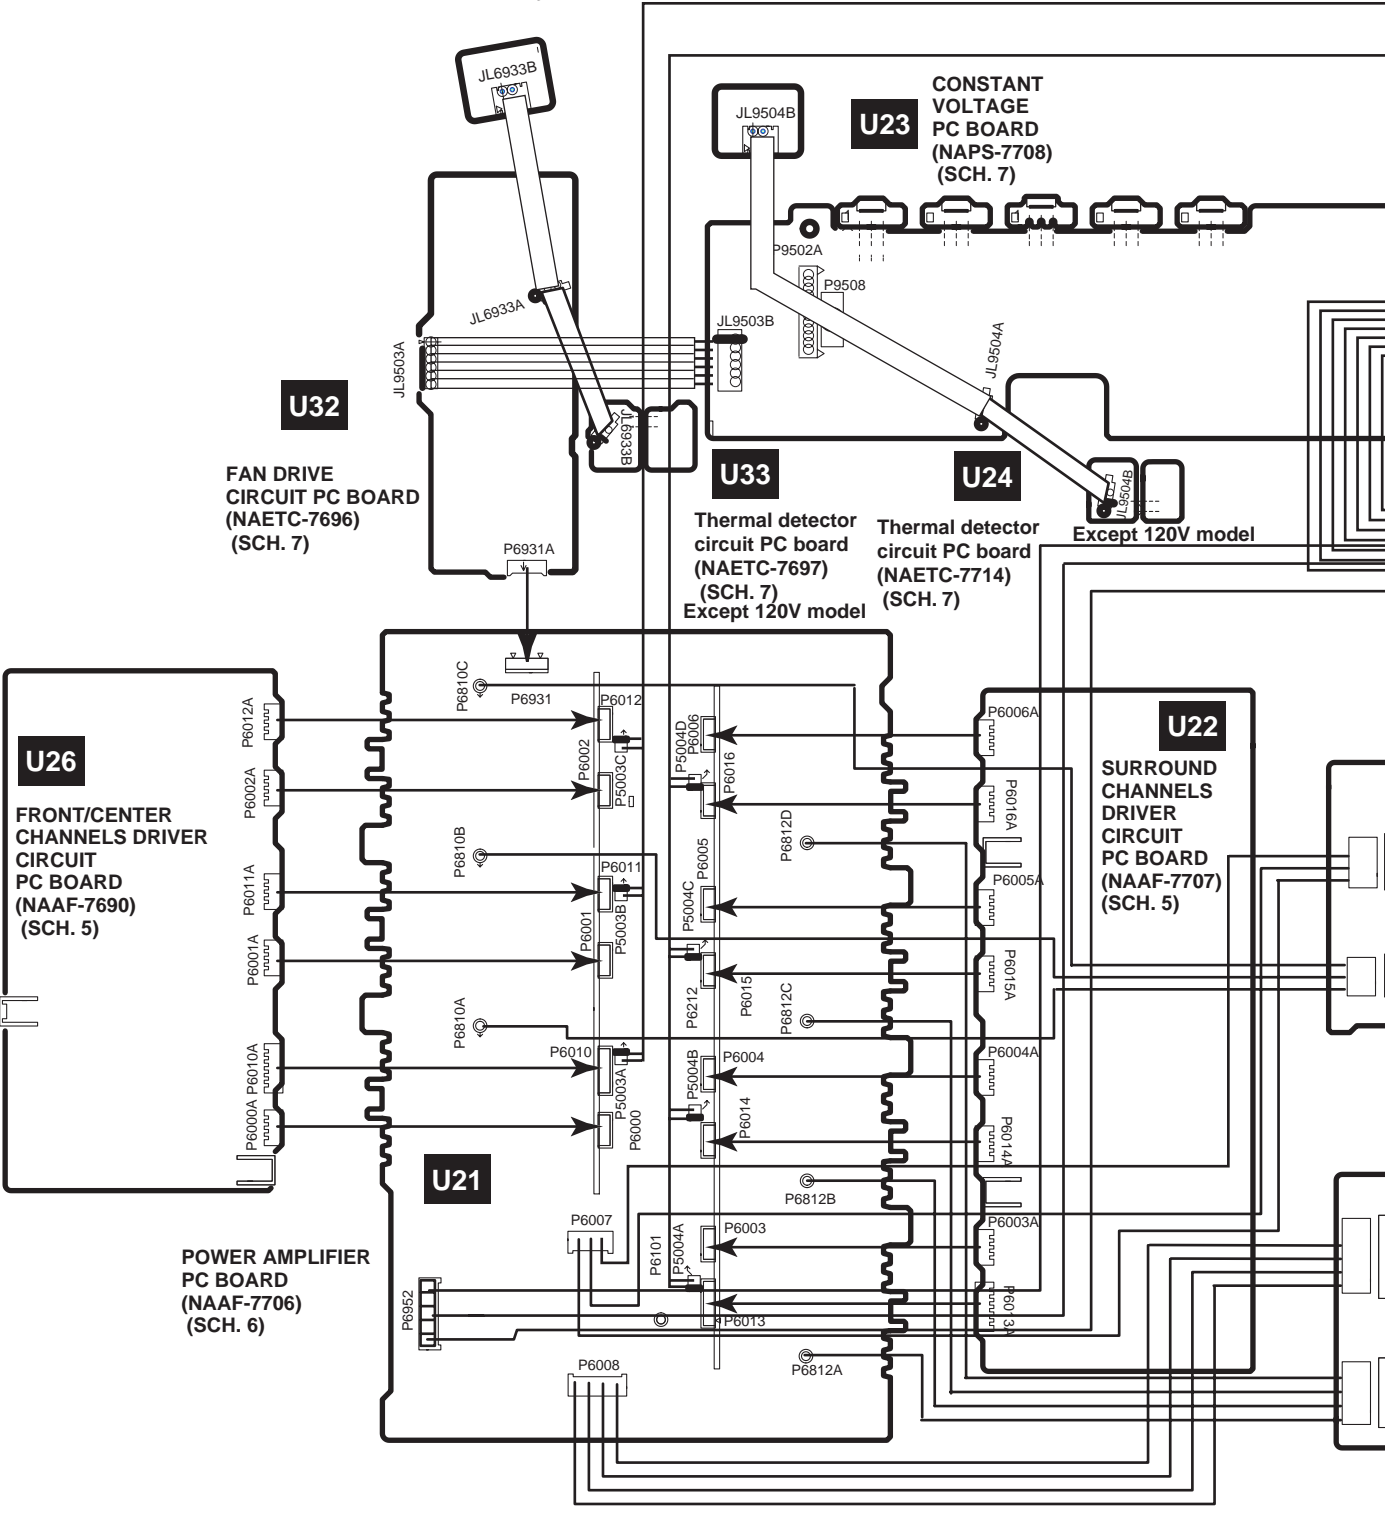 JL6933B
JL9504B
U23
CONSTANT
VOLTAGE
PC BOARD
(NAPS-7708)
(SCH. 7)
P9502A
P9508
JL6933A
JL9503B
JL9503A
JL9504A
U32
JL6933B
FAN DRIVE
CIRCUIT PC BOARD
(NAETC-7696)
(SCH. 7)
U33
Thermal detector
circuit PC board
(NAETC-7697)
(SCH. 7)
Except 120V model
U24
Thermal detector
circuit PC board
(NAETC-7714)
(SCH. 7)
JL9504B
Except 120V model
P6931A
P6931
P6810C
P6012
P6012A
P6002
P5003C
P6002A
U26
FRONT/CENTER
CHANNELS DRIVER
CIRCUIT
PC BOARD
(NAAF-7690)
(SCH. 5)
P5004D
P6006
P6006A
P6016
P6016A
U22
SURROUND
CHANNELS
DRIVER
CIRCUIT
PC BOARD
(NAAF-7707)
(SCH. 5)
P6810B
P6812D
P6011
P6011A
P6005
P6005A
P5004C
P6001
P5003B
P6001A
P6212
P6015
P6015A
P6812C
P6810A
P6010
P6010A
P5003A
P5004B
P6004
P6004A
P6000A
P6000
P6014
P6014A
U21
P6812B
P6007
P6101
P5004A
P6003
P6003A
POWER AMPLIFIER
PC BOARD
(NAAF-7706)
(SCH. 6)
P6952
P6013
P6013A
P6008
P6812A